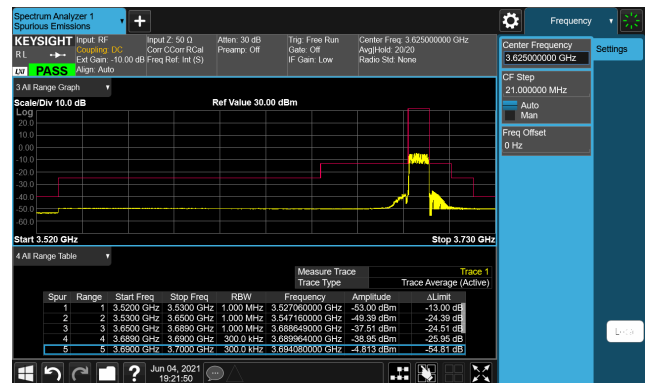 Spectrum Analyzer 1
Spurious Emissions
Frequency
KEYSIGHT
RL
LXI
PASS
Input: RF
Coupling: DC
Ext Gain: -10.00 dB
Align: Auto
Input Z: 50 Ω
Corr CCorr RCal
Freq Ref: Int (S)
Atten: 30 dB
Preamp: Off
Trig: Free Run
Gate: Off
IF Gain: Low
Center Freq: 3.625000000 GHz
Avg|Hold: 20/20
Radio Std: None
Center Frequency
3.625000000 GHz
Settings
CF Step
21.000000 MHz
Auto
Man
Freq Offset
0 Hz
3 All Range Graph
Scale/Div 10.0 dB
Ref Value 30.00 dBm
Log
20.0
10.0
0.00
-10.0
-20.0
-30.0
-40.0
-50.0
-60.0
Start 3.520 GHz
Stop 3.730 GHz
4 All Range Table
Measure Trace Trace 1
Trace Type Trace Average (Active)
Spur Range Start Freq Stop Freq RBW Frequency Amplitude ΔLimit
1 1 3.5200 GHz 3.5300 GHz 1.000 MHz 3.527060000 GHz -53.00 dBm -13.00 dB
2 2 3.5300 GHz 3.6500 GHz 1.000 MHz 3.547160000 GHz -49.39 dBm -24.39 dB
3 3 3.6500 GHz 3.6890 GHz 1.000 MHz 3.688649000 GHz -37.51 dBm -24.51 dB
4 4 3.6890 GHz 3.6900 GHz 300.0 kHz 3.689964000 GHz -38.95 dBm -25.95 dB
5 5 3.6900 GHz 3.7000 GHz 300.0 kHz 3.694080000 GHz -4.813 dBm -54.81 dB
Jun 04, 2021
19:21:50